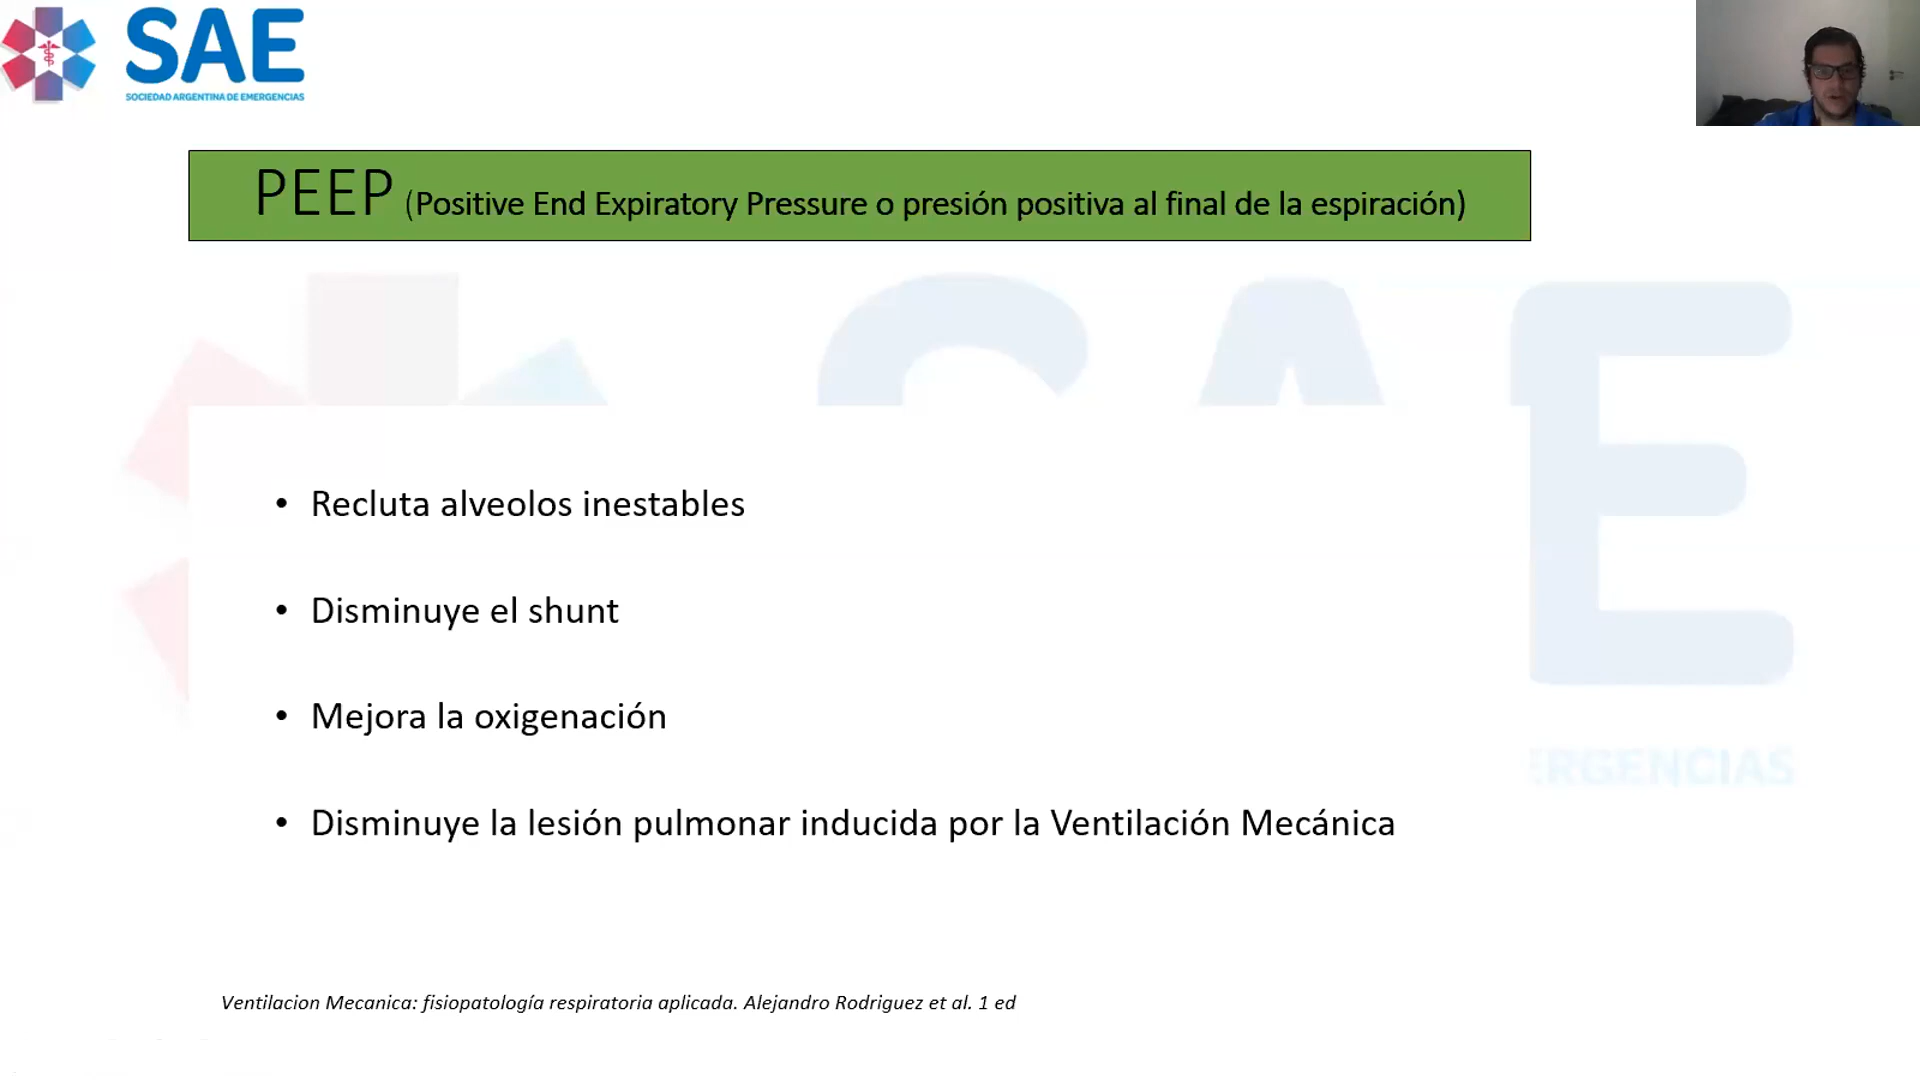 SAE
SOCIEDAD ARGENTINA DE EMERGENCIAS
PEEP (Positive End Expiratory Pressure o presión positiva al final de la espiración)
• Recluta alveolos inestables
• Disminuye el shunt
• Mejora la oxigenación
• Disminuye la lesión pulmonar inducida por la Ventilación Mecánica
SAE
ERGENCIAS
Ventilacion Mecanica: fisiopatología respiratoria aplicada. Alejandro Rodriguez et al. 1 ed